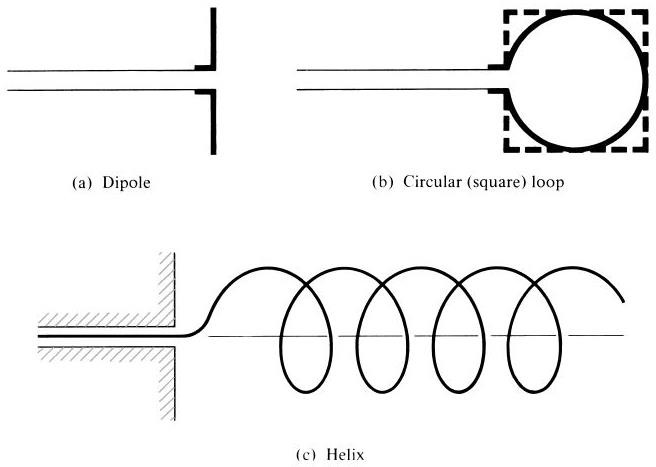 (a) Dipole
(b) Circular (square) loop
(c) Helix